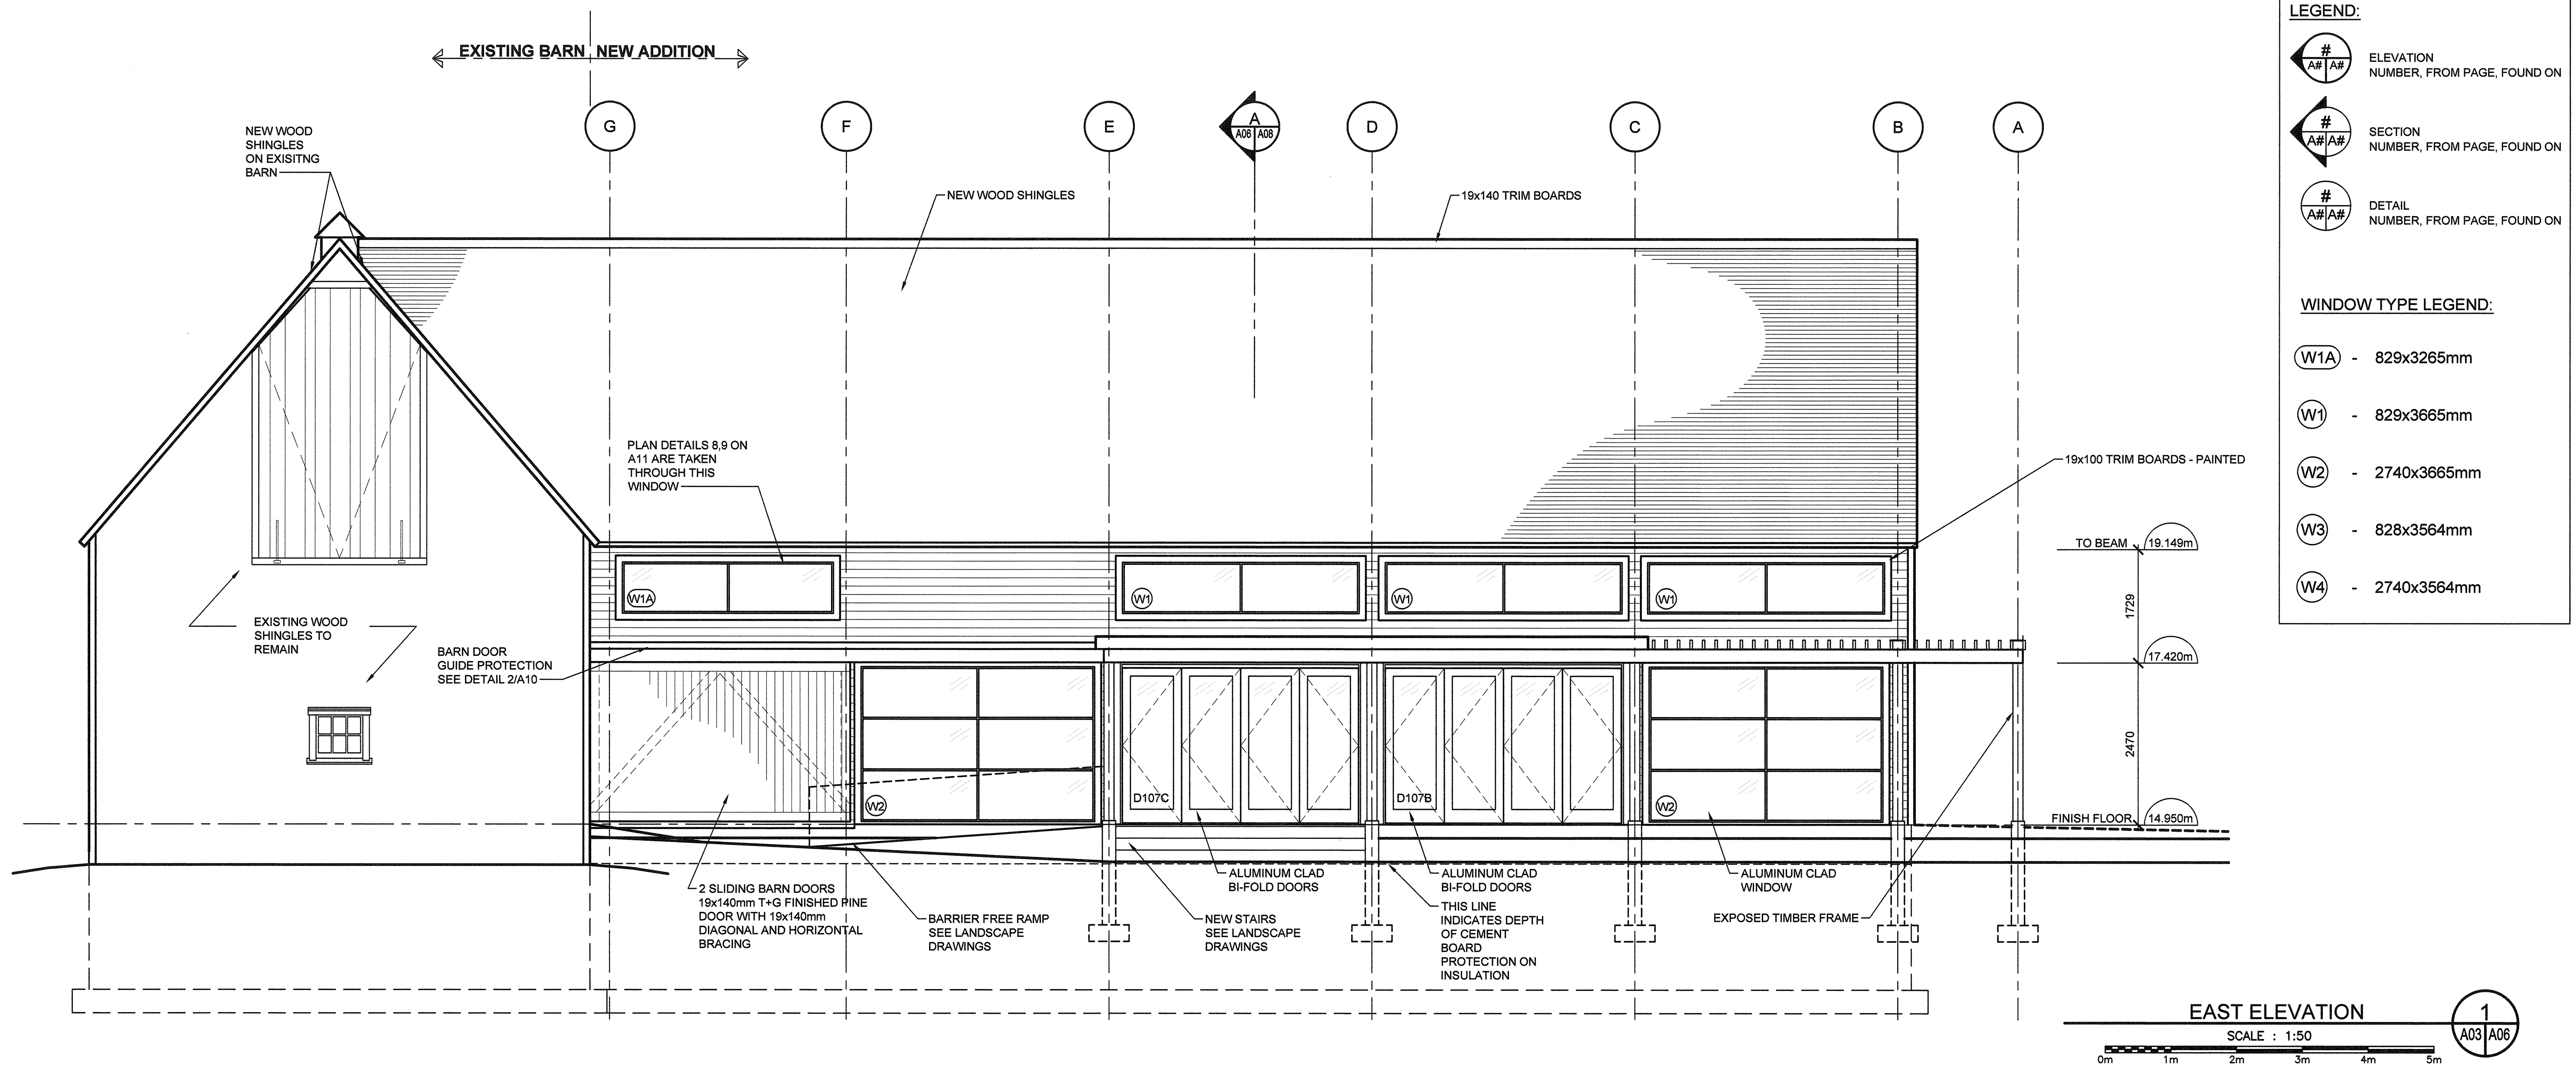 EXISTING BARN NEW ADDITION
G
F
E
A
A06 A08
D
C
B
A
NEW WOOD
SHINGLES
ON EXISITNG
BARN
NEW WOOD SHINGLES
19x140 TRIM BOARDS
PLAN DETAILS 8,9 ON
A11 ARE TAKEN
THROUGH THIS
WINDOW
19x100 TRIM BOARDS - PAINTED
TO BEAM
19.149m
1729
17.420m
2470
FINISH FLOOR
14.950m
W1A
W1
W1
W1
EXISTING WOOD
SHINGLES TO
REMAIN
BARN DOOR
GUIDE PROTECTION
SEE DETAIL 2/A10
W2
D107C
D107B
W2
2 SLIDING BARN DOORS
19x140mm T+G FINISHED PINE
DOOR WITH 19x140mm
DIAGONAL AND HORIZONTAL
BRACING
BARRIER FREE RAMP
SEE LANDSCAPE
DRAWINGS
ALUMINUM CLAD
BI-FOLD DOORS
NEW STAIRS
SEE LANDSCAPE
DRAWINGS
ALUMINUM CLAD
BI-FOLD DOORS
THIS LINE
INDICATES DEPTH
OF CEMENT
BOARD
PROTECTION ON
INSULATION
ALUMINUM CLAD
WINDOW
EXPOSED TIMBER FRAME
LEGEND:
#
A# A#
ELEVATION
NUMBER, FROM PAGE, FOUND ON
#
A# A#
SECTION
NUMBER, FROM PAGE, FOUND ON
#
A# A#
DETAIL
NUMBER, FROM PAGE, FOUND ON
WINDOW TYPE LEGEND:
W1A - 829x3265mm
W1 - 829x3665mm
W2 - 2740x3665mm
W3 - 828x3564mm
W4 - 2740x3564mm
EAST ELEVATION
SCALE : 1:50
0m 1m 2m 3m 4m 5m
1
A03 A06